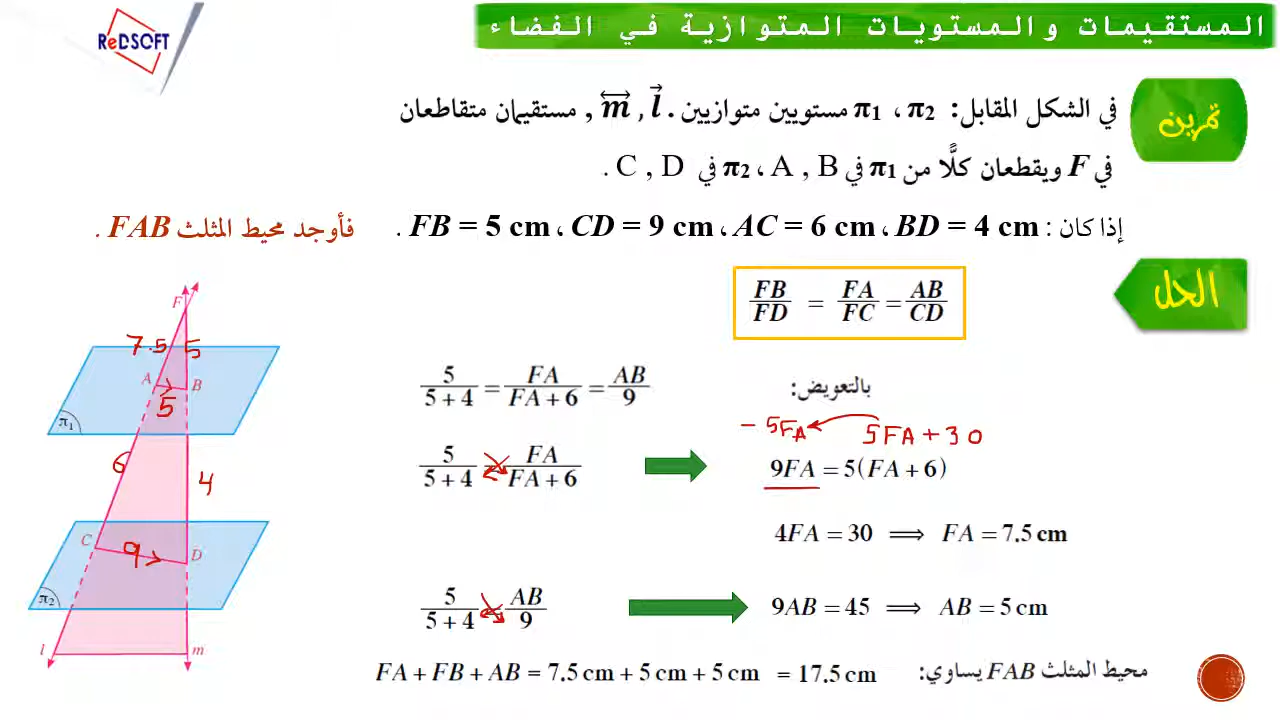 ReDSOFT
المستقيمات والمستويات المتوازية في الفضاء
تمرين
في الشكل المقابل: π1 ، π2 مستويين متوازيين . l , m , مستقيمان متقاطعان
في F ويقطعان كلًّا من π1 في A , B ، π2 في C , D .
إذا كان : FB = 5 cm ، CD = 9 cm ، AC = 6 cm ، BD = 4 cm . فأوجد محيط المثلث FAB .
الحل
FB/FD = FA/FC = AB/CD
بالتعويض:
5/(5 + 4) = FA/(FA + 6) = AB/9
- 5FA 5FA + 30
5/(5 + 4) = FA/(FA + 6) 9FA = 5(FA + 6)
4FA = 30 ⟹ FA = 7.5 cm
5/(5 + 4) = AB/9 9AB = 45 ⟹ AB = 5 cm
محيط المثلث FAB يساوي: FA + FB + AB = 7.5 cm + 5 cm + 5 cm = 17.5 cm
F
7.5 5
A B
5
π1
6
4
C D
9
π2
l m